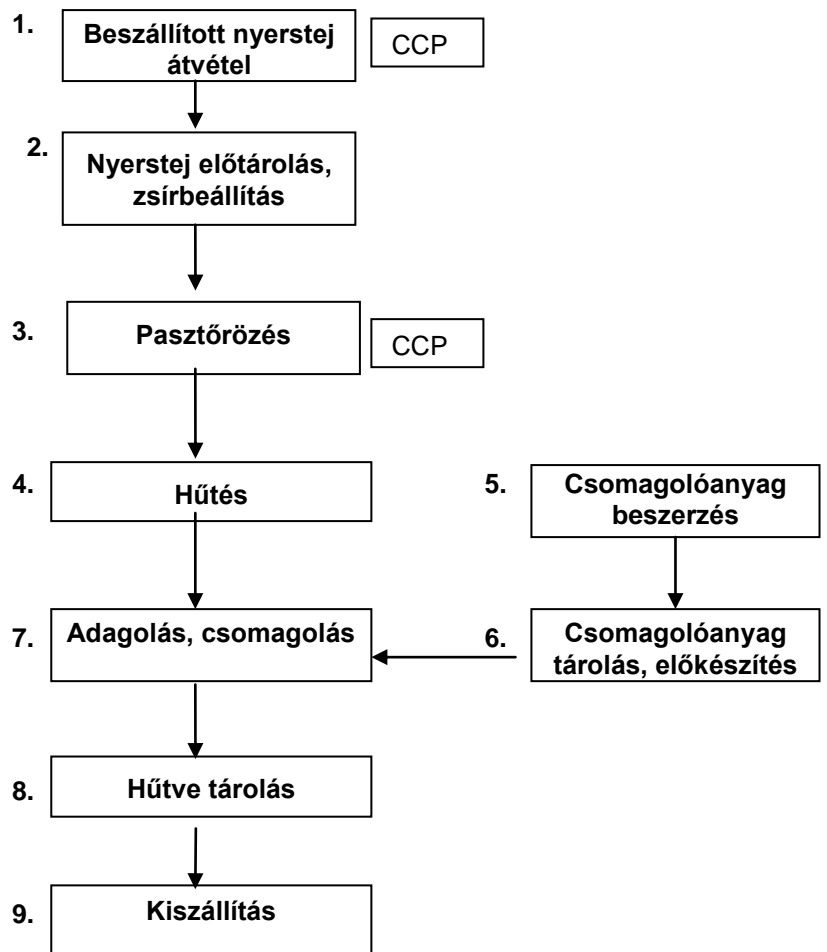 1.
Beszállított nyerstej
átvétel
CCP
2.
Nyerstej előtárolás,
zsírbeállítás
3.
Pasztőrözés
CCP
4.
Hűtés
5.
Csomagolóanyag
beszerzés
7.
Adagolás, csomagolás
6.
Csomagolóanyag
tárolás, előkészítés
8.
Hűtve tárolás
9.
Kiszállítás